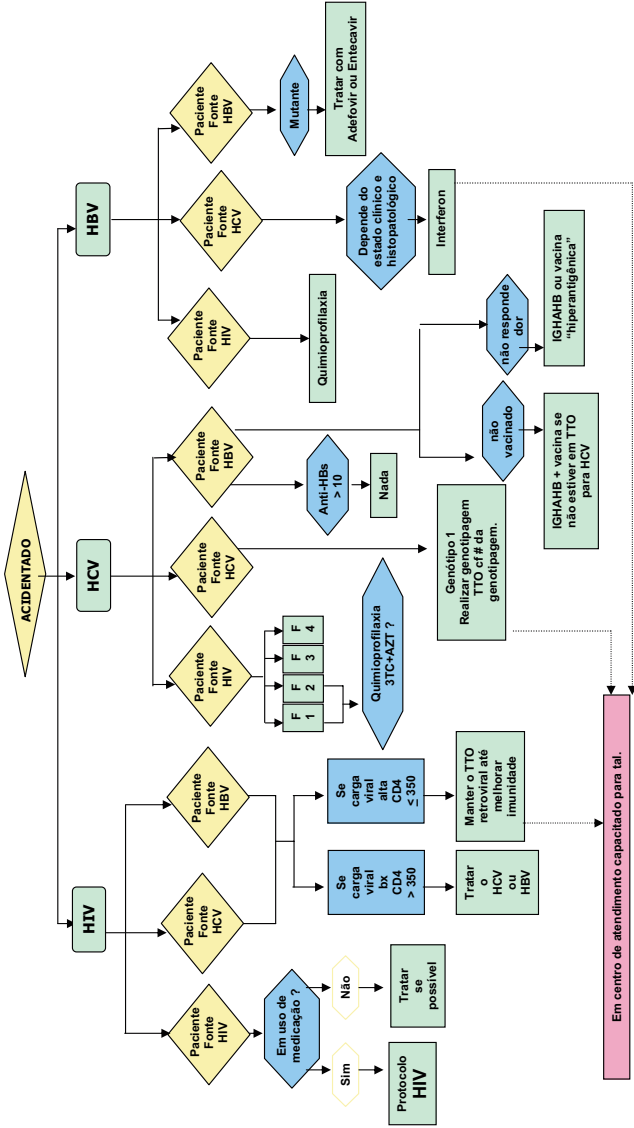 ACIDENTADO
HIV
HCV
HBV
Paciente
Fonte
HIV
Paciente
Fonte
HCV
Paciente
Fonte
HBV
Em uso de
medicação ?
Sim
Não
Protocolo
HIV
Tratar
se
possível
Se
carga
viral
bx
CD4
> 350
Se
carga
viral
alta
CD4
≤ 350
Tratar
o
HCV
ou
HBV
Manter o TTO
retroviral até
melhorar
imunidade
Paciente
Fonte
HIV
Paciente
Fonte
HCV
Paciente
Fonte
HBV
F
1
F
2
F
3
F
4
Quimioprofilaxia
3TC+AZT ?
Genótipo 1
Realizar genotipagem
TTO cf # da
genotipagem.
Anti-HBs
> 10
Nada
não
vacinado
não responde
dor
IGHAHB + vacina se
não estiver em TTO
para HCV
IGHAHB ou vacina
“hiperantigênica”
Paciente
Fonte
HIV
Paciente
Fonte
HCV
Paciente
Fonte
HBV
Quimioprofilaxia
Depende do
estado clínico e
histopatológico
Interferon
Mutante
Tratar com
Adefovir ou Entecavir
Em centro de atendimento capacitado para tal.